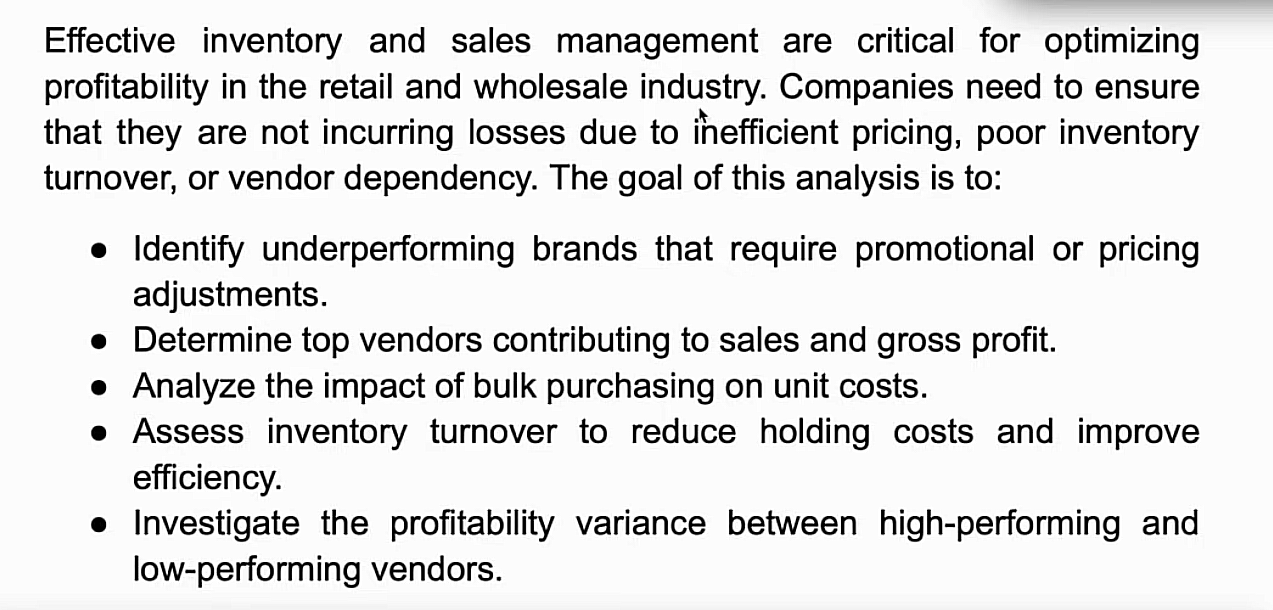 Effective inventory and sales management are critical for optimizing
profitability in the retail and wholesale industry. Companies need to ensure
that they are not incurring losses due to inefficient pricing, poor inventory
turnover, or vendor dependency. The goal of this analysis is to:
● Identify underperforming brands that require promotional or pricing
adjustments.
● Determine top vendors contributing to sales and gross profit.
● Analyze the impact of bulk purchasing on unit costs.
● Assess inventory turnover to reduce holding costs and improve
efficiency.
● Investigate the profitability variance between high-performing and
low-performing vendors.